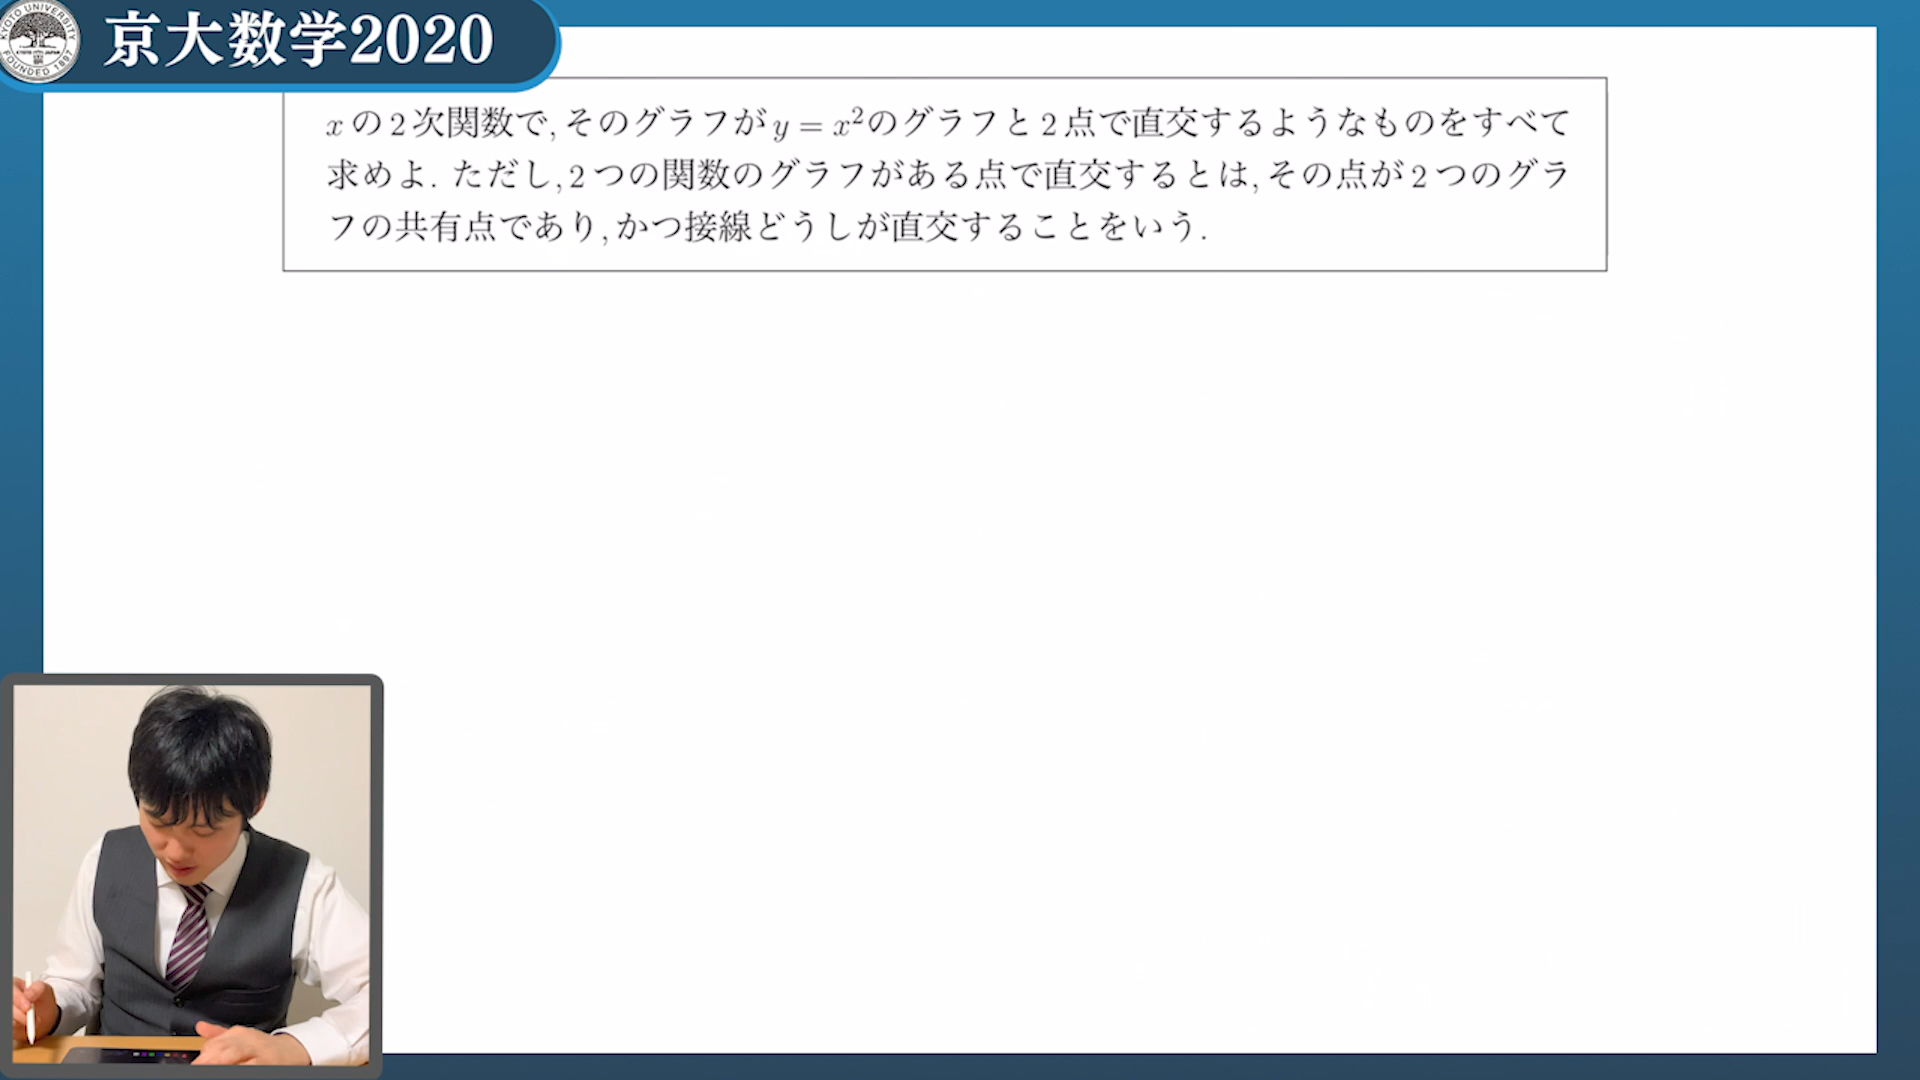 KYOTO UNIVERSITY
FOUNDED 1897
京大数学2020
xの2次関数で,そのグラフがy = x²のグラフと2点で直交するようなものをすべて
求めよ. ただし,2つの関数のグラフがある点で直交するとは,その点が2つのグラ
フの共有点であり,かつ接線どうしが直交することをいう.